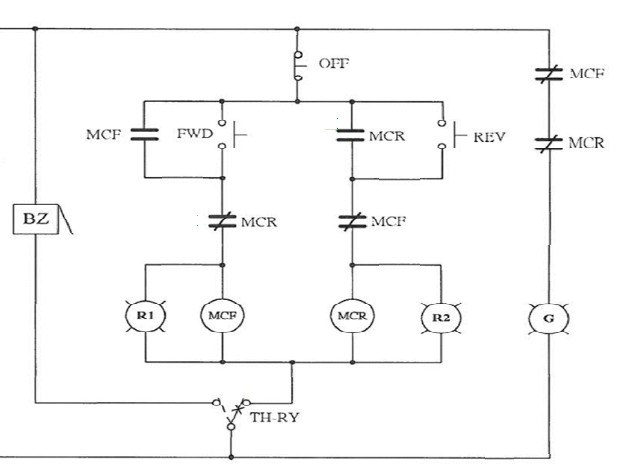 OFF
MCF
MCF
FWD
MCR
REV
MCR
MCR
MCF
BZ
R1
MCF
MCR
R2
G
TH-RY